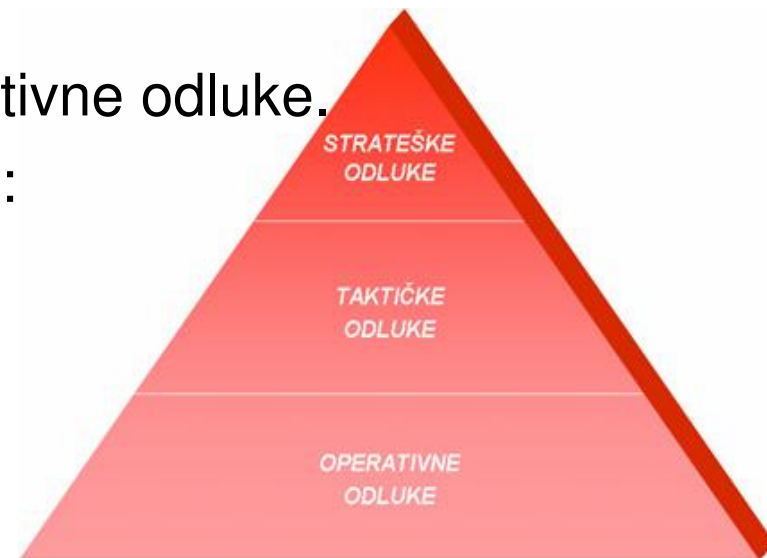 tivne odluke.
:
STRATEŠKE
ODLUKE
TAKTIČKE
ODLUKE
OPERATIVNE
ODLUKE